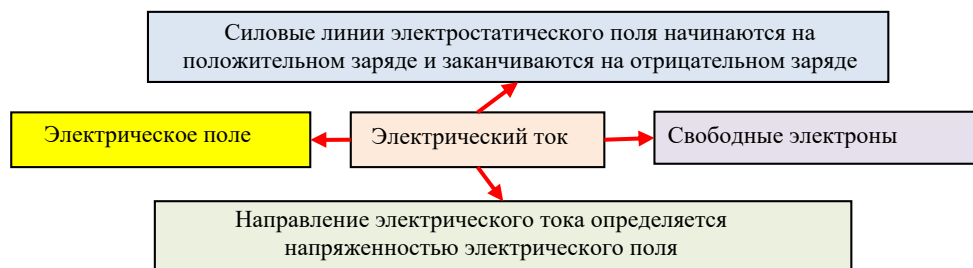 Силовые линии электростатического поля начинаются на
положительном заряде и заканчиваются на отрицательном заряде
Электрическое поле
Электрический ток
Свободные электроны
Направление электрического тока определяется
напряженностью электрического поля